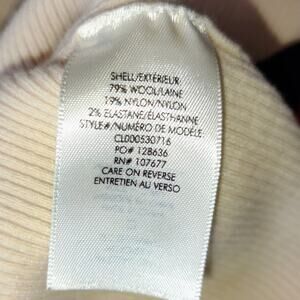 SHELL/EXTÉRIEUR
79% WOOL/LAINE
19% NYLON/NYLON
2% ELASTANE/ÉLASTHANNE
STYLE#/NUMÉRO DE MODÈLE:
CL000530716
PO# 128636
RN# 107677
CARE ON REVERSE
ENTRETIEN AU VERSO